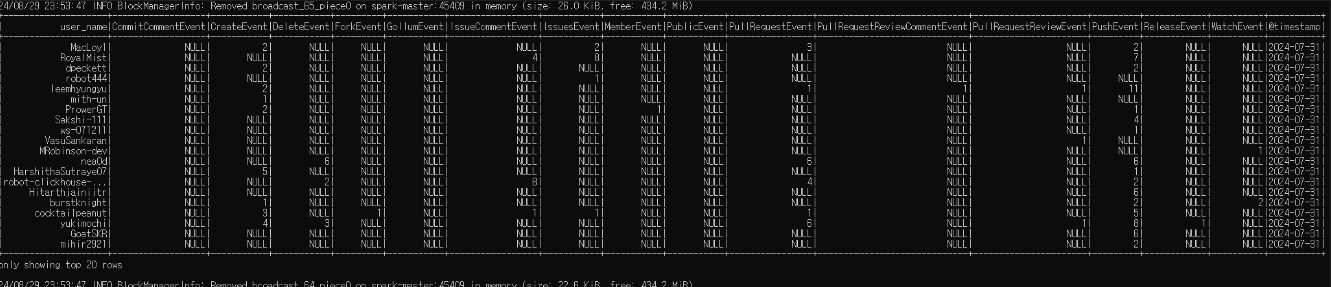 24/08/29 23:53:47 INFO BlockManagerInfo: Removed broadcast_65_piece0 on spark-master:45409 in memory (size: 26.0 KiB, free: 434.2 MiB)
| user_name|CommitCommentEvent|CreateEvent|DeleteEvent|ForkEvent|GollumEvent|IssueCommentEvent|IssuesEvent|MemberEvent|PublicEvent|PullRequestEvent|PullRequestReviewCommentEvent|PullRequestReviewEvent|PushEvent|ReleaseEvent|WatchEvent|@timestamp|
| MacLoyl| NULL| 2| NULL| NULL| NULL| NULL| 2| NULL| NULL| 3| NULL| NULL| 2| NULL| NULL|2024-07-31|
| RoyalMist| NULL| NULL| NULL| NULL| NULL| 4| 8| NULL| NULL| NULL| NULL| NULL| 7| NULL| NULL|2024-07-31|
| dpeckett| NULL| 2| NULL| NULL| NULL| NULL| NULL| NULL| NULL| NULL| NULL| NULL| 2| NULL| NULL|2024-07-31|
| robot444| NULL| NULL| NULL| NULL| NULL| NULL| 1| NULL| NULL| NULL| NULL| NULL| NULL| NULL| NULL|2024-07-31|
| leemhyungyu| NULL| 2| NULL| NULL| NULL| NULL| NULL| NULL| NULL| 1| 1| 1| 11| NULL| NULL|2024-07-31|
| mith-un| NULL| 1| NULL| NULL| NULL| NULL| NULL| NULL| NULL| NULL| NULL| NULL| NULL| NULL| NULL|2024-07-31|
| ProwerGT| NULL| 2| NULL| NULL| NULL| NULL| NULL| 1| NULL| NULL| NULL| NULL| 1| NULL| NULL|2024-07-31|
| Sakshi-111| NULL| NULL| NULL| NULL| NULL| NULL| NULL| NULL| NULL| NULL| NULL| NULL| 4| NULL| NULL|2024-07-31|
| ws-071211| NULL| NULL| NULL| NULL| NULL| NULL| NULL| NULL| NULL| NULL| NULL| NULL| 1| NULL| NULL|2024-07-31|
| VasuSankaran| NULL| NULL| NULL| NULL| NULL| NULL| NULL| NULL| NULL| NULL| NULL| 1| NULL| NULL| NULL|2024-07-31|
| MRobinson-dev| NULL| NULL| NULL| NULL| NULL| NULL| NULL| NULL| NULL| NULL| NULL| NULL| NULL| NULL| 1|2024-07-31|
| nea0d| NULL| NULL| 6| NULL| NULL| NULL| NULL| NULL| NULL| 6| NULL| NULL| 6| NULL| NULL|2024-07-31|
| HarshithaSutraye07| NULL| 5| NULL| NULL| NULL| NULL| NULL| NULL| NULL| NULL| NULL| NULL| 1| NULL| NULL|2024-07-31|
|robot-clickhouse-...| NULL| NULL| 2| NULL| NULL| 8| NULL| NULL| NULL| 4| NULL| NULL| 2| NULL| NULL|2024-07-31|
| Hitarthjainiitr| NULL| NULL| NULL| NULL| NULL| NULL| NULL| NULL| NULL| NULL| NULL| NULL| 6| NULL| NULL|2024-07-31|
| burstknight| NULL| 1| NULL| NULL| NULL| NULL| NULL| NULL| NULL| NULL| NULL| NULL| 2| NULL| 2|2024-07-31|
| cocktailpeanut| NULL| 3| NULL| 1| NULL| 1| 1| NULL| NULL| 1| NULL| NULL| 5| NULL| NULL|2024-07-31|
| yukimochi| NULL| 4| 3| NULL| NULL| NULL| NULL| NULL| NULL| 6| NULL| 1| 8| 1| NULL|2024-07-31|
| GoatSKR| NULL| NULL| NULL| NULL| NULL| NULL| NULL| NULL| NULL| NULL| NULL| NULL| 6| NULL| NULL|2024-07-31|
| mihir2921| NULL| NULL| NULL| NULL| NULL| NULL| NULL| NULL| NULL| NULL| NULL| NULL| 2| NULL| NULL|2024-07-31|
only showing top 20 rows
24/08/29 23:53:47 INFO BlockManagerInfo: Removed broadcast_64_piece0 on spark-master:45409 in memory (size: 22.6 KiB, free: 434.2 MiB)